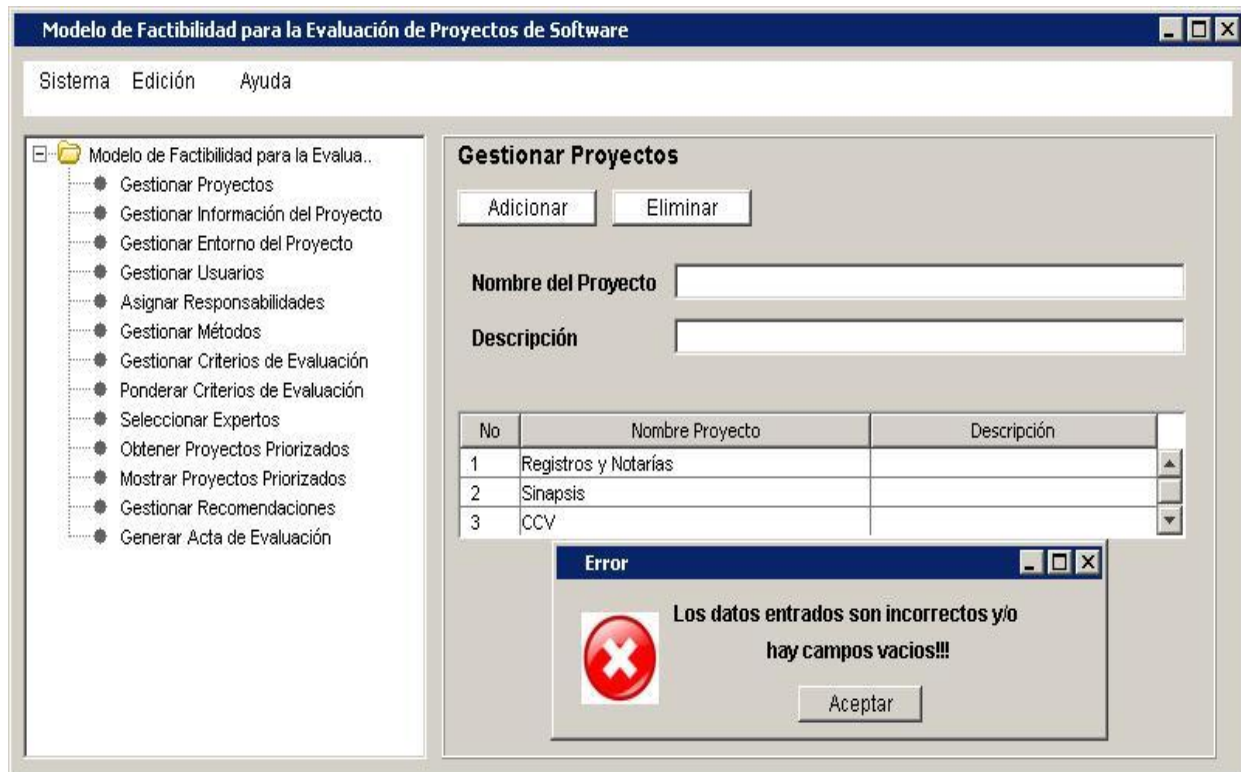 Modelo de Factibilidad para la Evaluación de Proyectos de Software
Sistema Edición Ayuda
Modelo de Factibilidad para la Evalua..
Gestionar Proyectos
Gestionar Información del Proyecto
Gestionar Entorno del Proyecto
Gestionar Usuarios
Asignar Responsabilidades
Gestionar Métodos
Gestionar Criterios de Evaluación
Ponderar Criterios de Evaluación
Seleccionar Expertos
Obtener Proyectos Priorizados
Mostrar Proyectos Priorizados
Gestionar Recomendaciones
Generar Acta de Evaluación
Gestionar Proyectos
Adicionar Eliminar
Nombre del Proyecto
Descripción
No Nombre Proyecto Descripción
1 Registros y Notarías
2 Sinapsis
3 CCV
Error
Los datos entrados son incorrectos y/o
hay campos vacios!!!
Aceptar